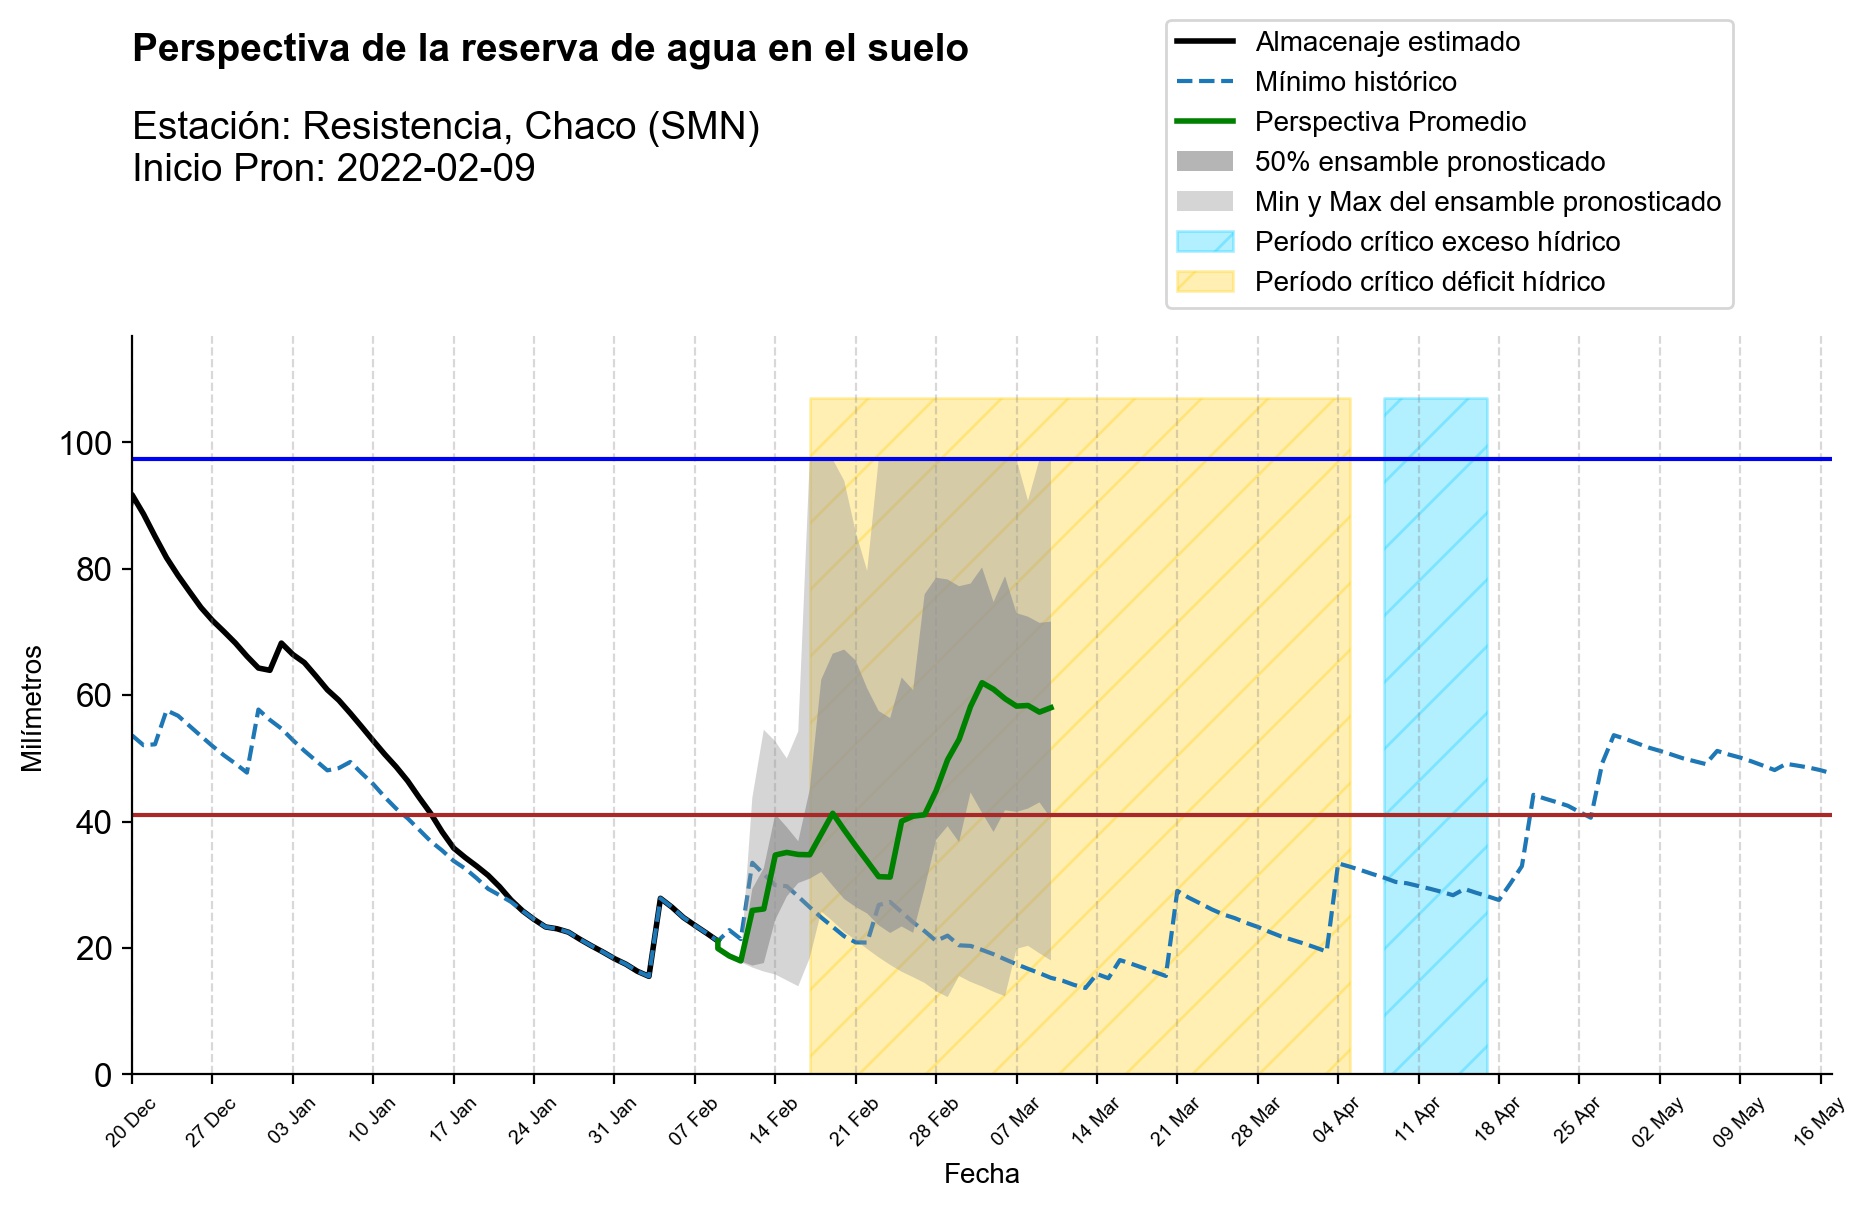 Perspectiva de la reserva de agua en el suelo
Estación: Resistencia, Chaco (SMN)
Inicio Pron: 2022-02-09
Almacenaje estimado
Mínimo histórico
Perspectiva Promedio
50% ensamble pronosticado
Min y Max del ensamble pronosticado
Período crítico exceso hídrico
Período crítico déficit hídrico
100
80
60
40
20
0
Milímetros
20 Dec
27 Dec
03 Jan
10 Jan
17 Jan
24 Jan
31 Jan
07 Feb
14 Feb
21 Feb
28 Feb
07 Mar
14 Mar
21 Mar
28 Mar
04 Apr
11 Apr
18 Apr
25 Apr
02 May
09 May
16 May
Fecha